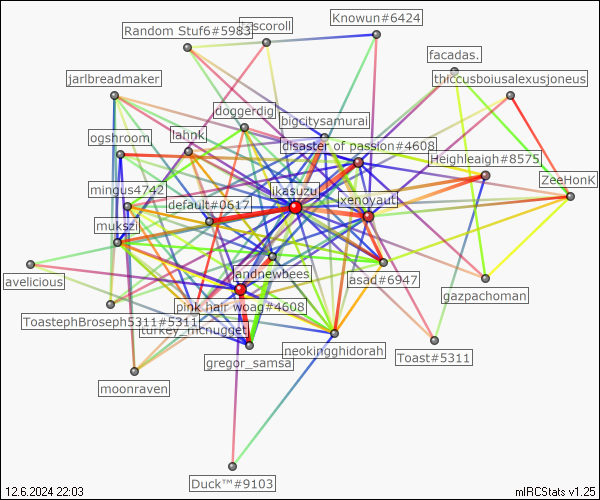 Knowun#6424
kascoroll
Random Stuf6#5983
facadas.
jarlbreadmaker
thiccusboiusalexusjoneus
doggerdig
bigcitysamurai
ogshroom
lahnk
disaster of passion#4608
Heighleaigh#8575
ZeeHonK
mingus4742
ikasuzu
xenoyaut
default#0617
mukszi
avelicious
andnewbees
asad#6947
gazpachoman
pink hair woag#4608
ToastephBroseph5311#5311
turkey_mcnugget
neokingghidorah
Toast#5311
gregor_samsa
moonraven
Duck™#9103
12.6.2024 22:03
mIRCStats v1.25